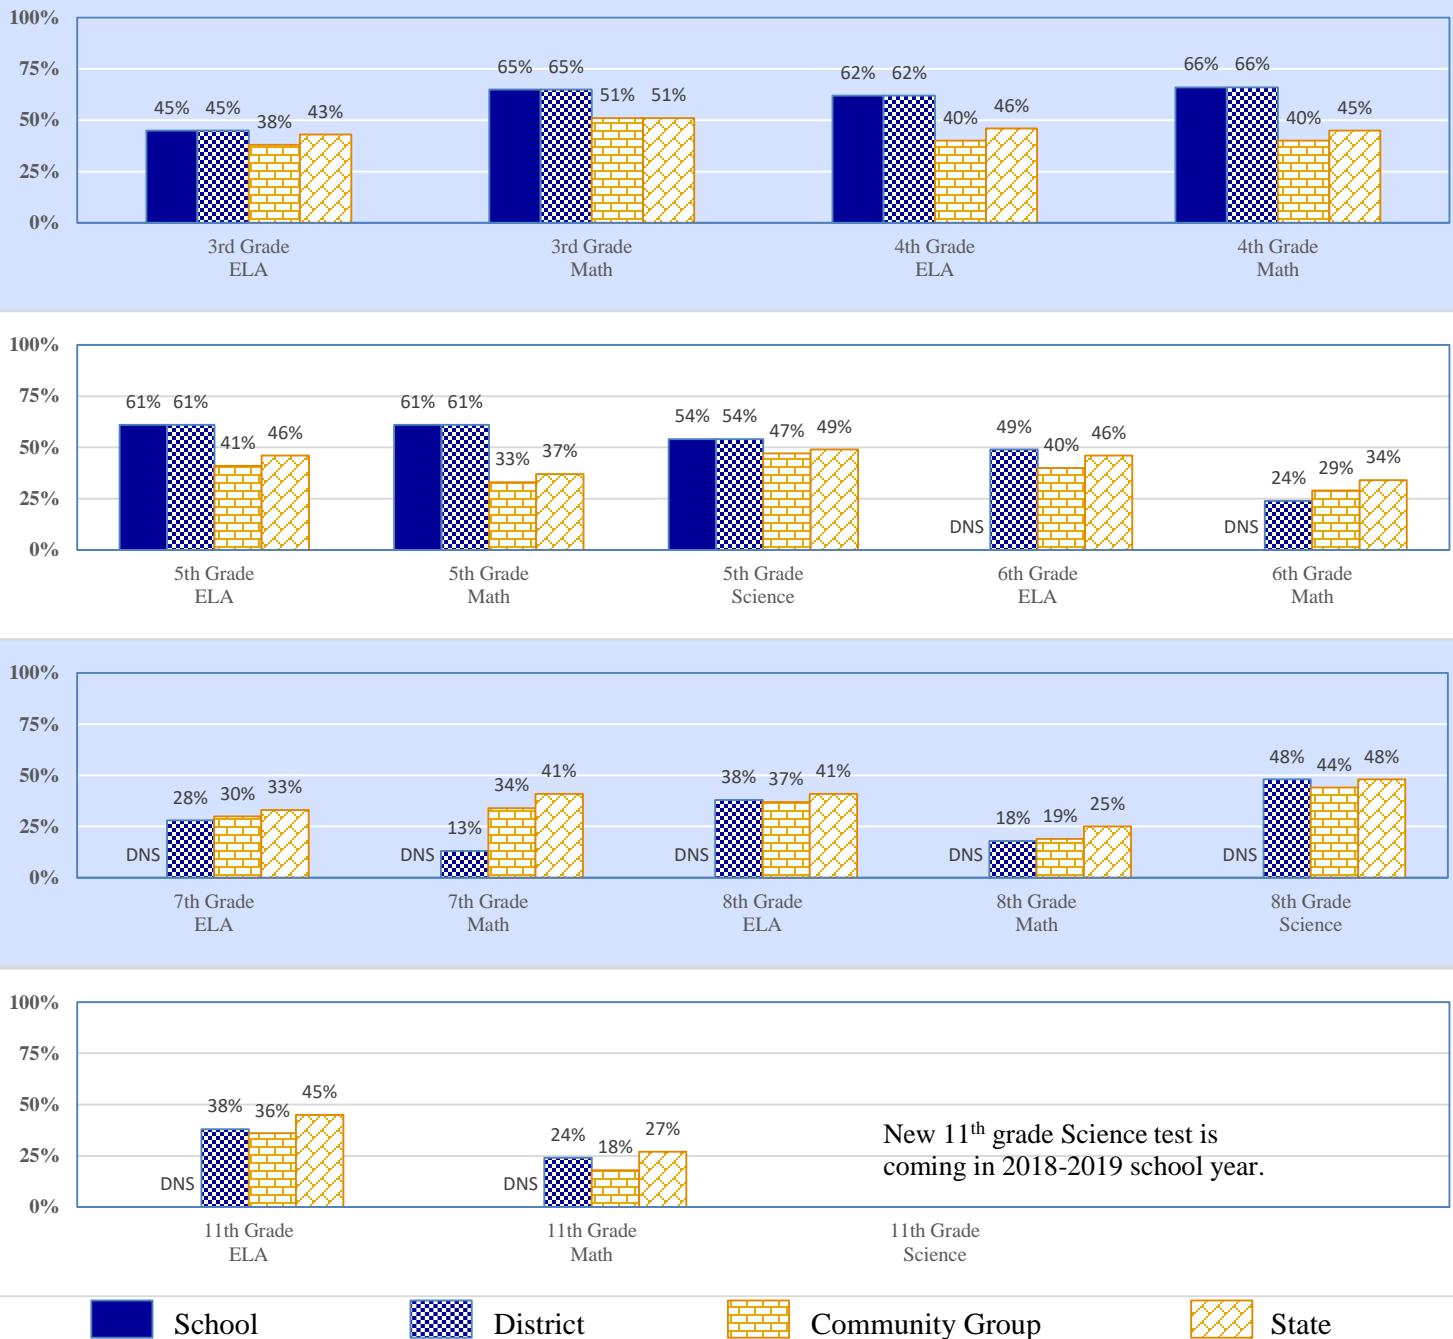 100%
75%
50%
25%
0%
45% 45% 38% 43%
65% 65% 51% 51%
62% 62% 40% 46%
66% 66% 40% 45%
3rd Grade
ELA
3rd Grade
Math
4th Grade
ELA
4th Grade
Math
100%
75%
50%
25%
0%
61% 61% 41% 46%
61% 61% 33% 37%
54% 54% 47% 49%
DNS 49% 40% 46%
DNS 24% 29% 34%
5th Grade
ELA
5th Grade
Math
5th Grade
Science
6th Grade
ELA
6th Grade
Math
100%
75%
50%
25%
0%
DNS 28% 30% 33%
DNS 13% 34% 41%
DNS 38% 37% 41%
DNS 18% 19% 25%
DNS 48% 44% 48%
7th Grade
ELA
7th Grade
Math
8th Grade
ELA
8th Grade
Math
8th Grade
Science
100%
75%
50%
25%
0%
DNS 38% 36% 45%
DNS 24% 18% 27%
New 11th grade Science test is
coming in 2018-2019 school year.
11th Grade
ELA
11th Grade
Math
11th Grade
Science
School District Community Group State